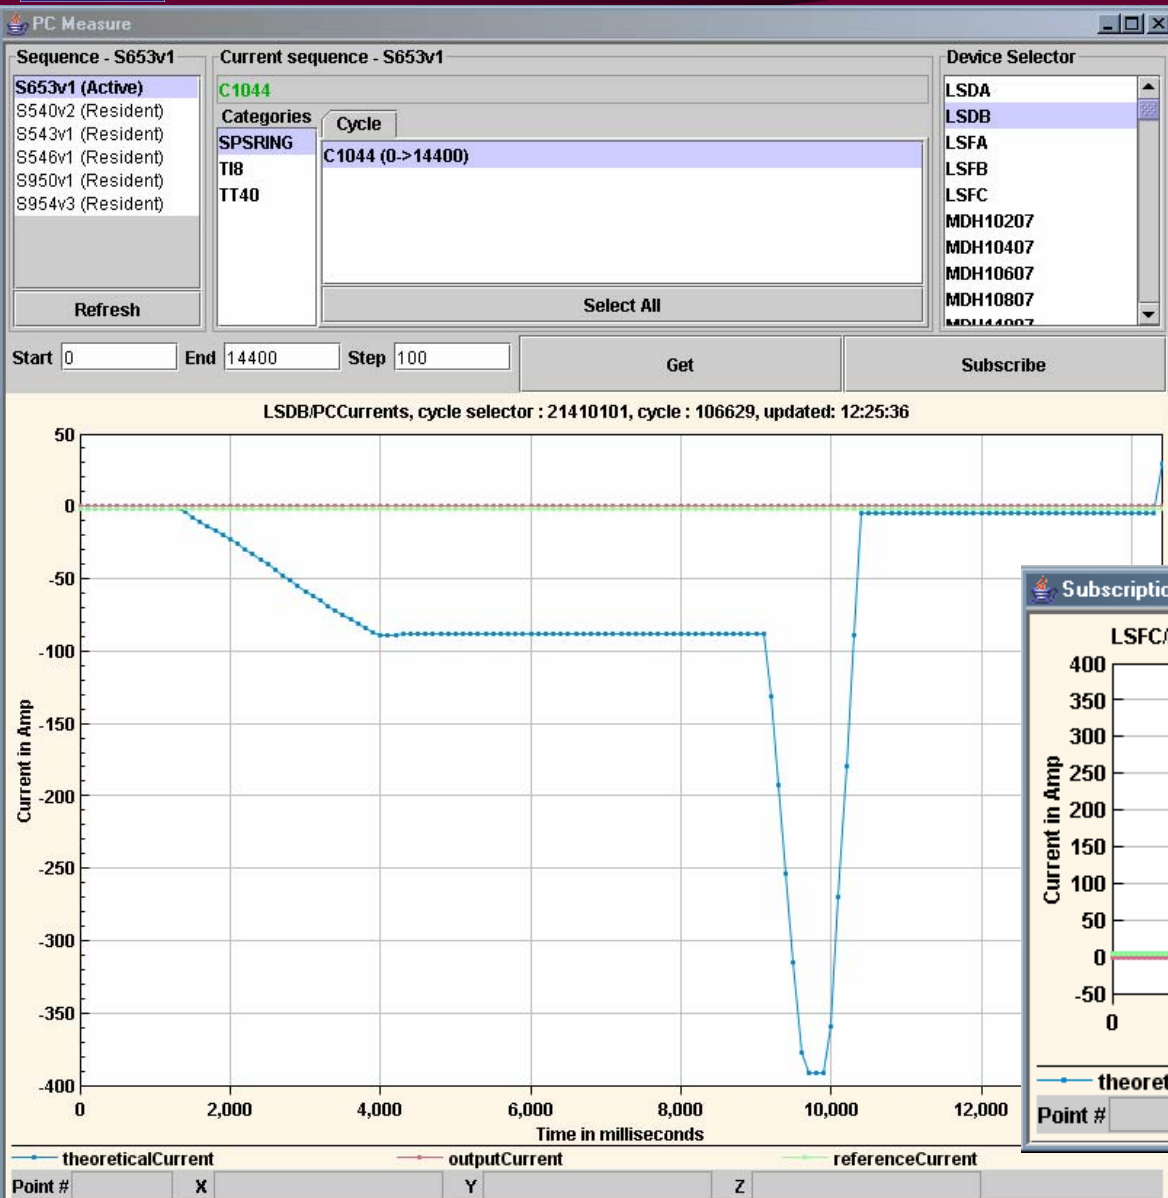 PC Measure
Sequence - S653v1
S653v1 (Active)
S540v2 (Resident)
S543v1 (Resident)
S546v1 (Resident)
S950v1 (Resident)
S954v3 (Resident)
Refresh
Current sequence - S653v1
C1044
Categories
SPSRING
TI8
TT40
Cycle
C1044 (0->14400)
Select All
Device Selector
LSDA
LSDB
LSFA
LSFB
LSFC
MDH10207
MDH10407
MDH10607
MDH10807
Start 0 End 14400 Step 100 Get Subscribe
LSDB/PCCurrents, cycle selector : 21410101, cycle : 106629, updated: 12:25:36
50
0
-50
-100
-150
-200
-250
-300
-350
-400
Current in Amp
0 2,000 4,000 6,000 8,000 10,000 12,000
Time in milliseconds
theoreticalCurrent outputCurrent referenceCurrent
Point # X Y Z
Subscriptio
LSFC/
400
350
300
250
200
150
100
50
0
-50
Current in Amp
0
theoret
Point #